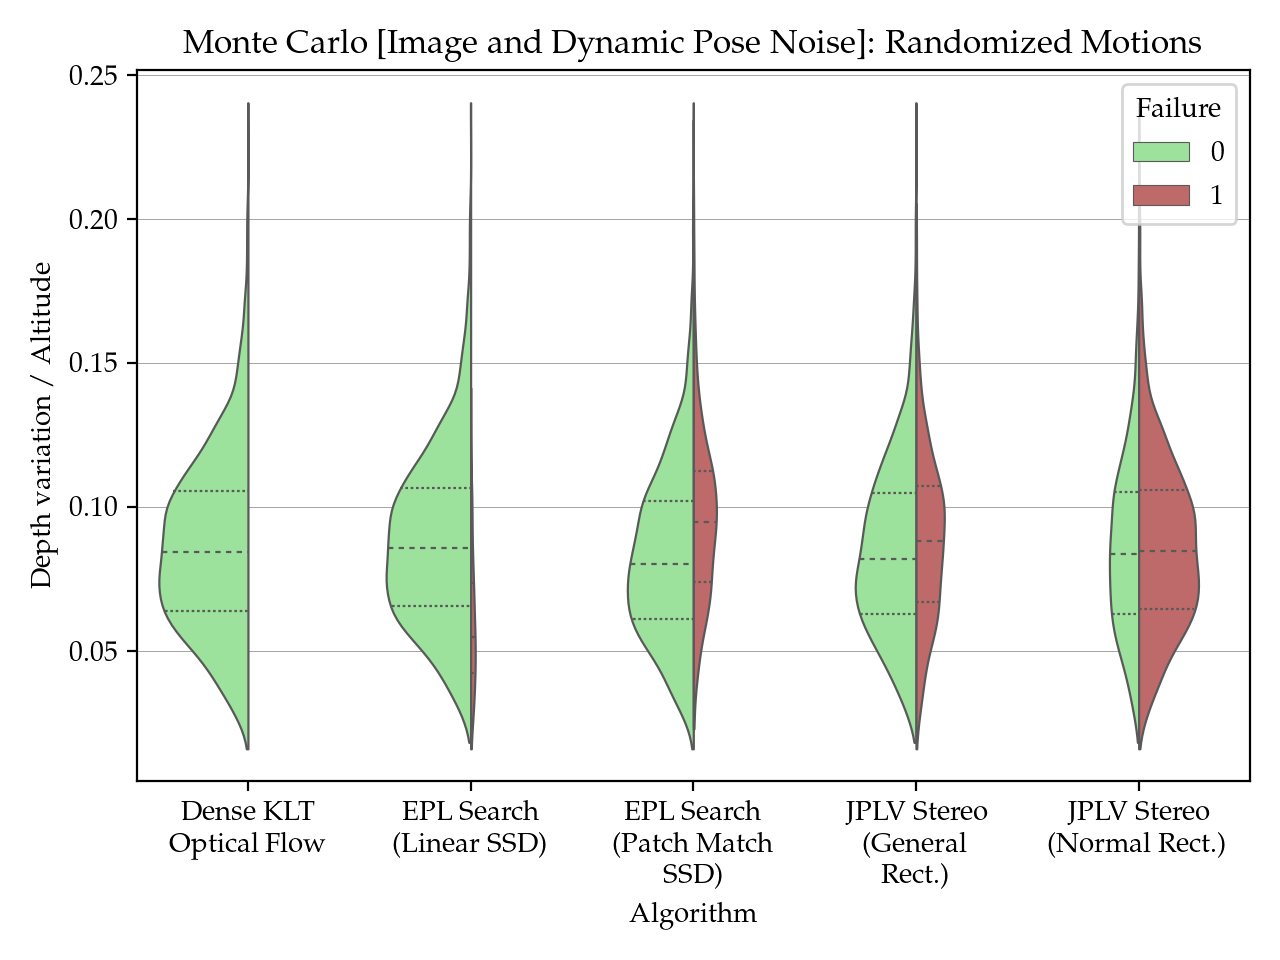 Monte Carlo [Image and Dynamic Pose Noise]: Randomized Motions
0.25
0.20
0.15
0.10
0.05
Depth variation / Altitude
Failure
0
1
Dense KLT
Optical Flow
EPL Search
(Linear SSD)
EPL Search
(Patch Match
SSD)
JPLV Stereo
(General
Rect.)
JPLV Stereo
(Normal Rect.)
Algorithm